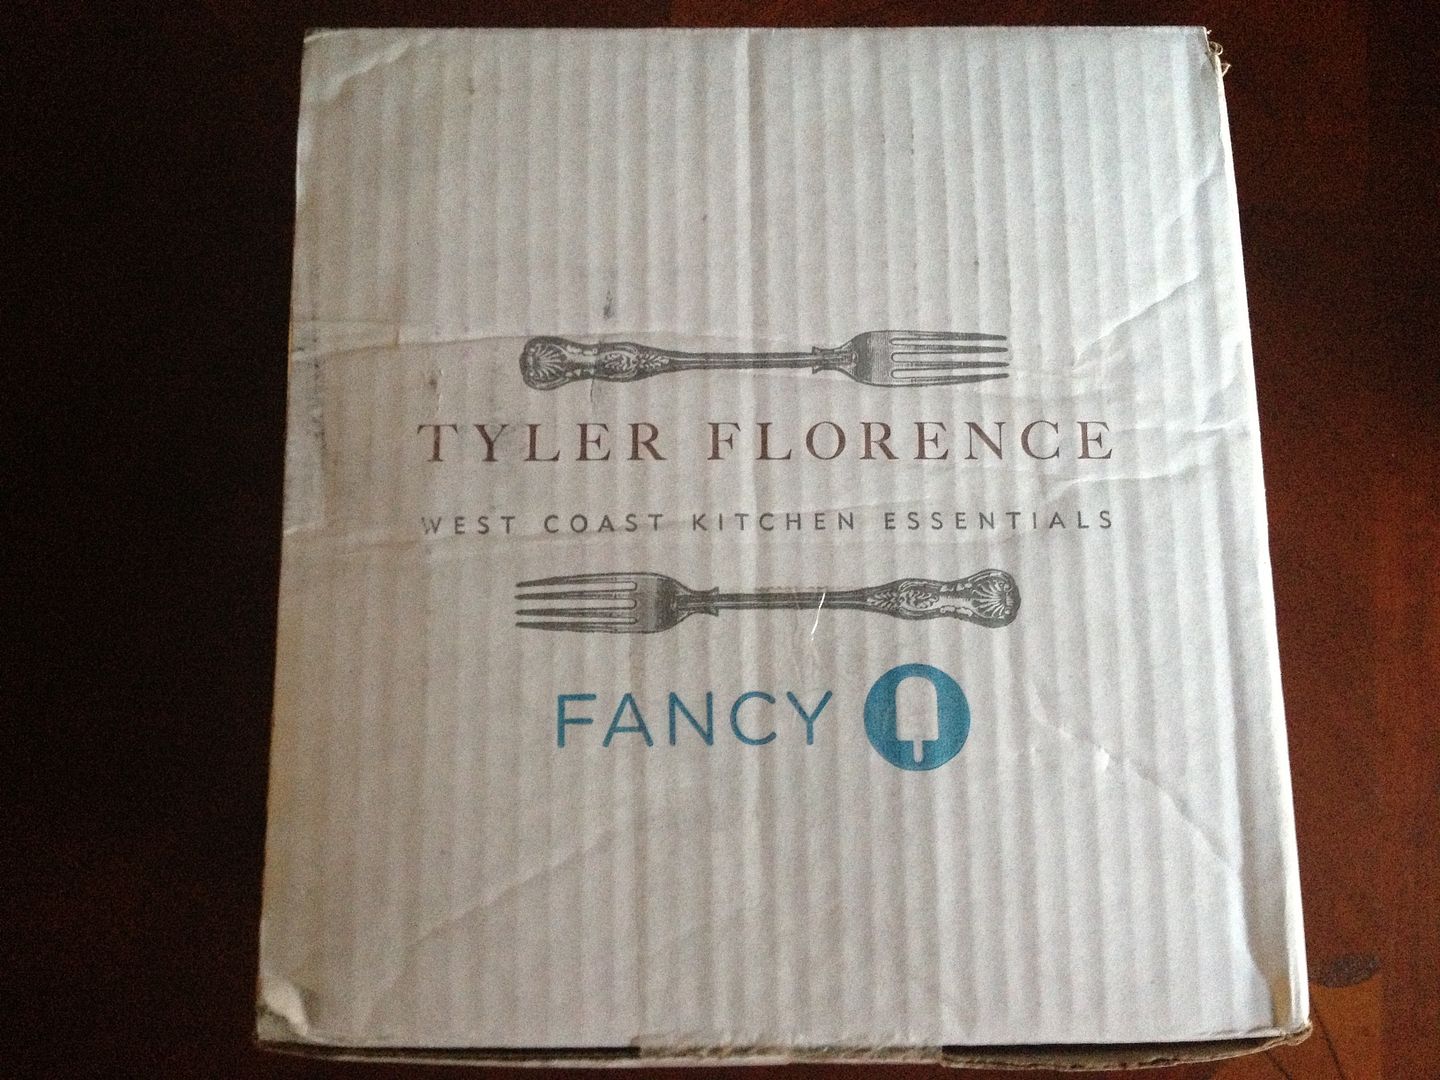 TYLER FLORENCE
WEST COAST KITCHEN ESSENTIALS
FANCY